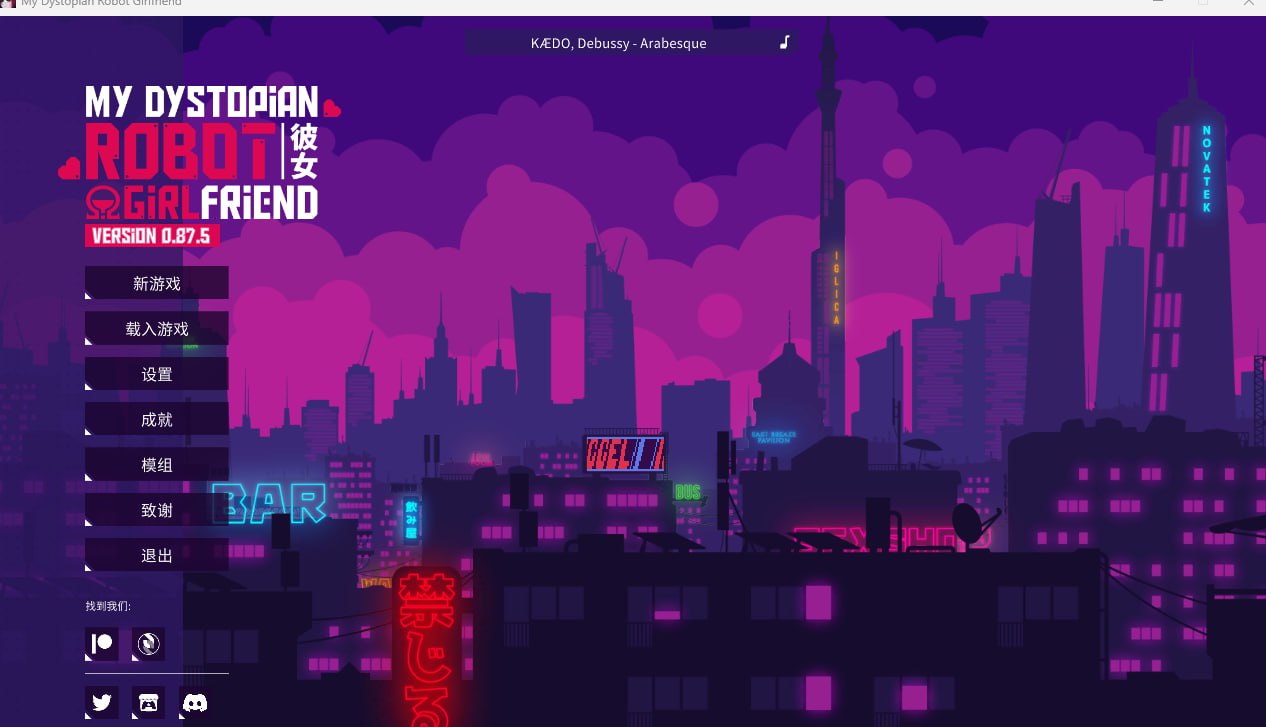 My Dystopian Robot Girlfriend
KÆDO, Debussy - Arabesque
MY DYSTOPIAN
ROBOT
彼女
GIRLFRIEND
VERSION 0.87.5
新游戏
载入游戏
设置
成就
模组
致谢
退出
找到我们:
NOVATEK
IGLICA
EAST BREAZE
PAVISION
BUS
BAR
飲み屋
禁じる